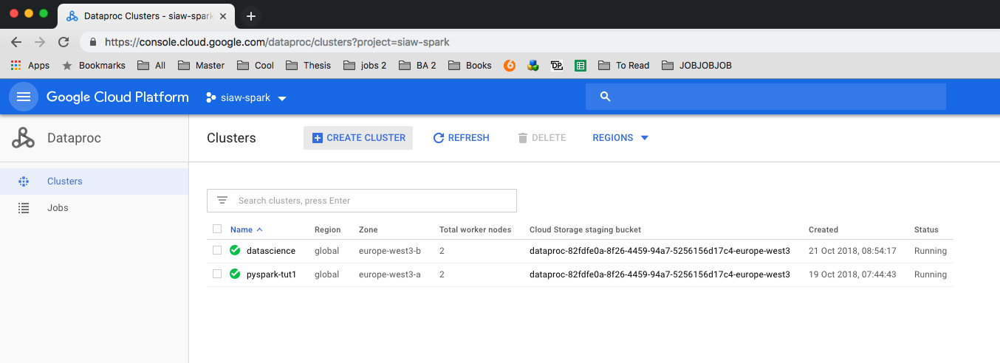 Dataproc Clusters - siaw-spark
https://console.cloud.google.com/dataproc/clusters?project=siaw-spark
Apps Bookmarks All Master Cool Thesis jobs 2 BA 2 Books DP To Read JOBJOBJOB
Google Cloud Platform siaw-spark
Dataproc Clusters CREATE CLUSTER REFRESH DELETE REGIONS
Clusters
Jobs
Search clusters, press Enter
Name Region Zone Total worker nodes Cloud Storage staging bucket Created Status
datascience global europe-west3-b 2 dataproc-82fdfe0a-8f26-4459-94a7-5256156d17c4-europe-west3 21 Oct 2018, 08:54:17 Running
pyspark-tut1 global europe-west3-a 2 dataproc-82fdfe0a-8f26-4459-94a7-5256156d17c4-europe-west3 19 Oct 2018, 07:44:43 Running